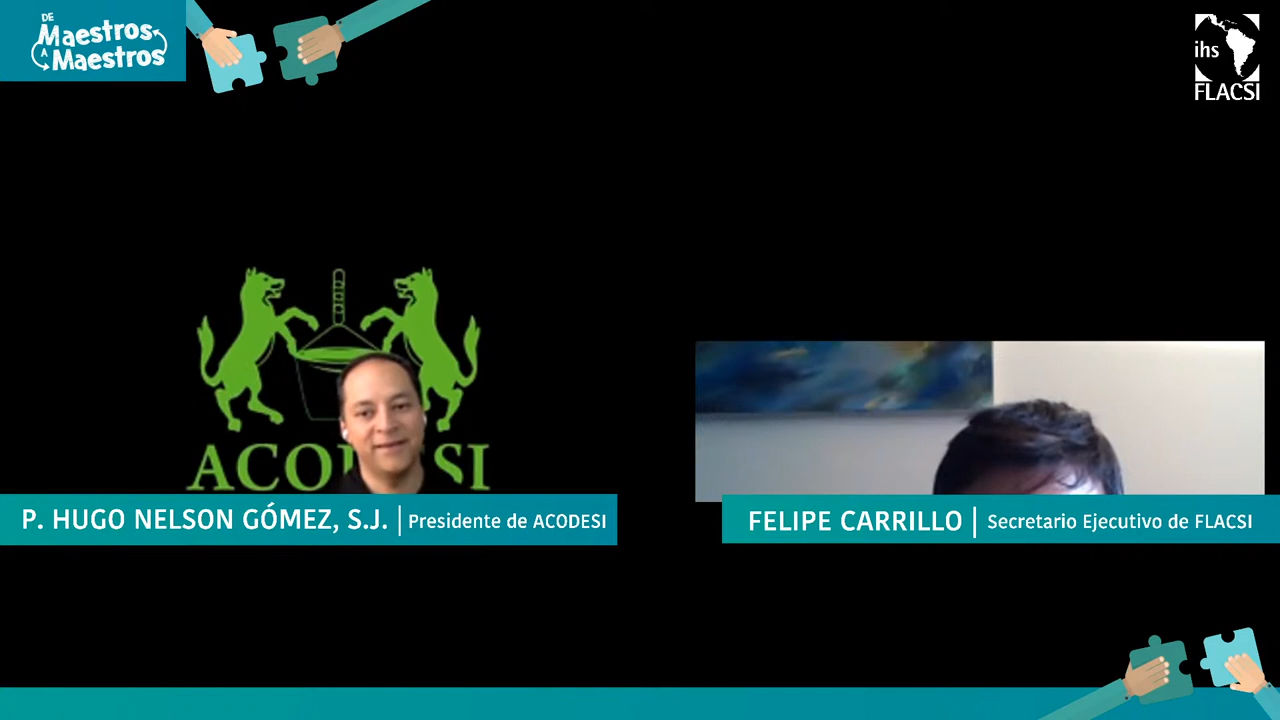 DE
Maestros
A Maestros
ihs
FLACSI
ACODESI
P. HUGO NELSON GÓMEZ, S.J. | Presidente de ACODESI
FELIPE CARRILLO | Secretario Ejecutivo de FLACSI